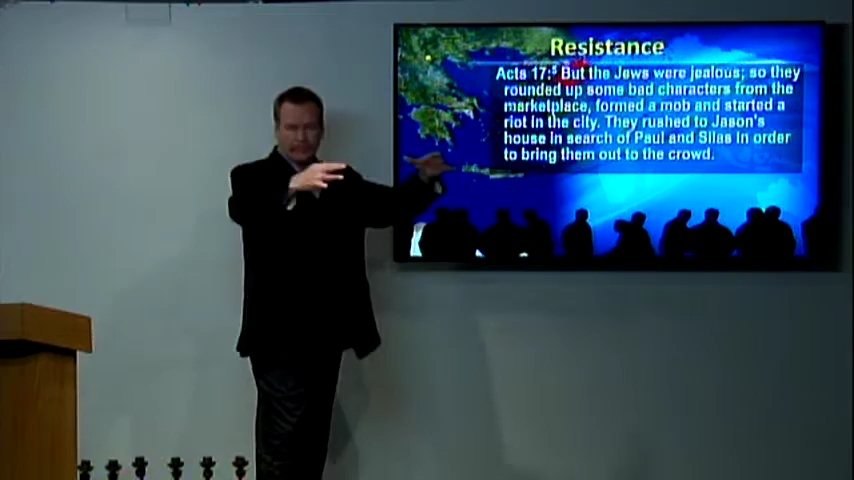 Resistance
Acts 17:5 But the Jews were jealous; so they
rounded up some bad characters from the
marketplace, formed a mob and started a
riot in the city. They rushed to Jason's
house in search of Paul and Silas in order
to bring them out to the crowd.